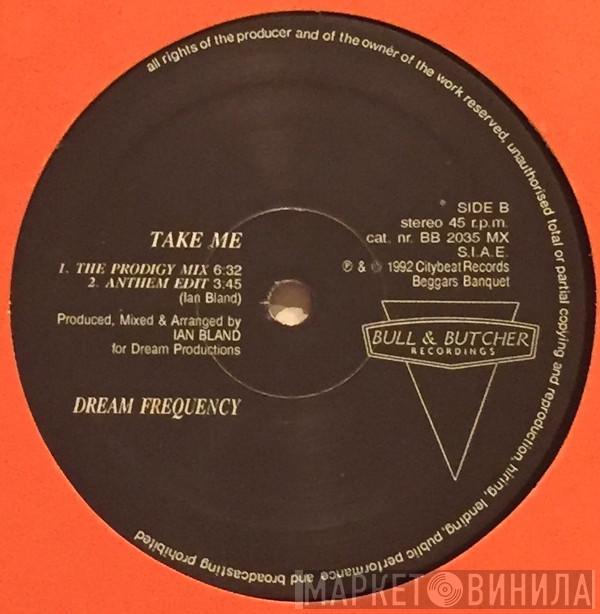 all rights of the producer and of the owner of the work reserved, unauthorised total or partial copying and reproduction, hiring, lending, public performance and broadcasting prohibited
TAKE ME
1. THE PRODIGY MIX 6:32
2. ANTHEM EDIT 3:45
(Ian Bland)
Produced, Mixed & Arranged by
IAN BLAND
for Dream Productions
DREAM FREQUENCY
SIDE B
stereo 45 r.p.m.
cat. nr. BB 2035 MX
S.I.A.E.
℗ & © 1992 Citybeat Records
Beggars Banquet
BULL & BUTCHER
RECORDINGS
МАРКЕТ ВИНИЛА